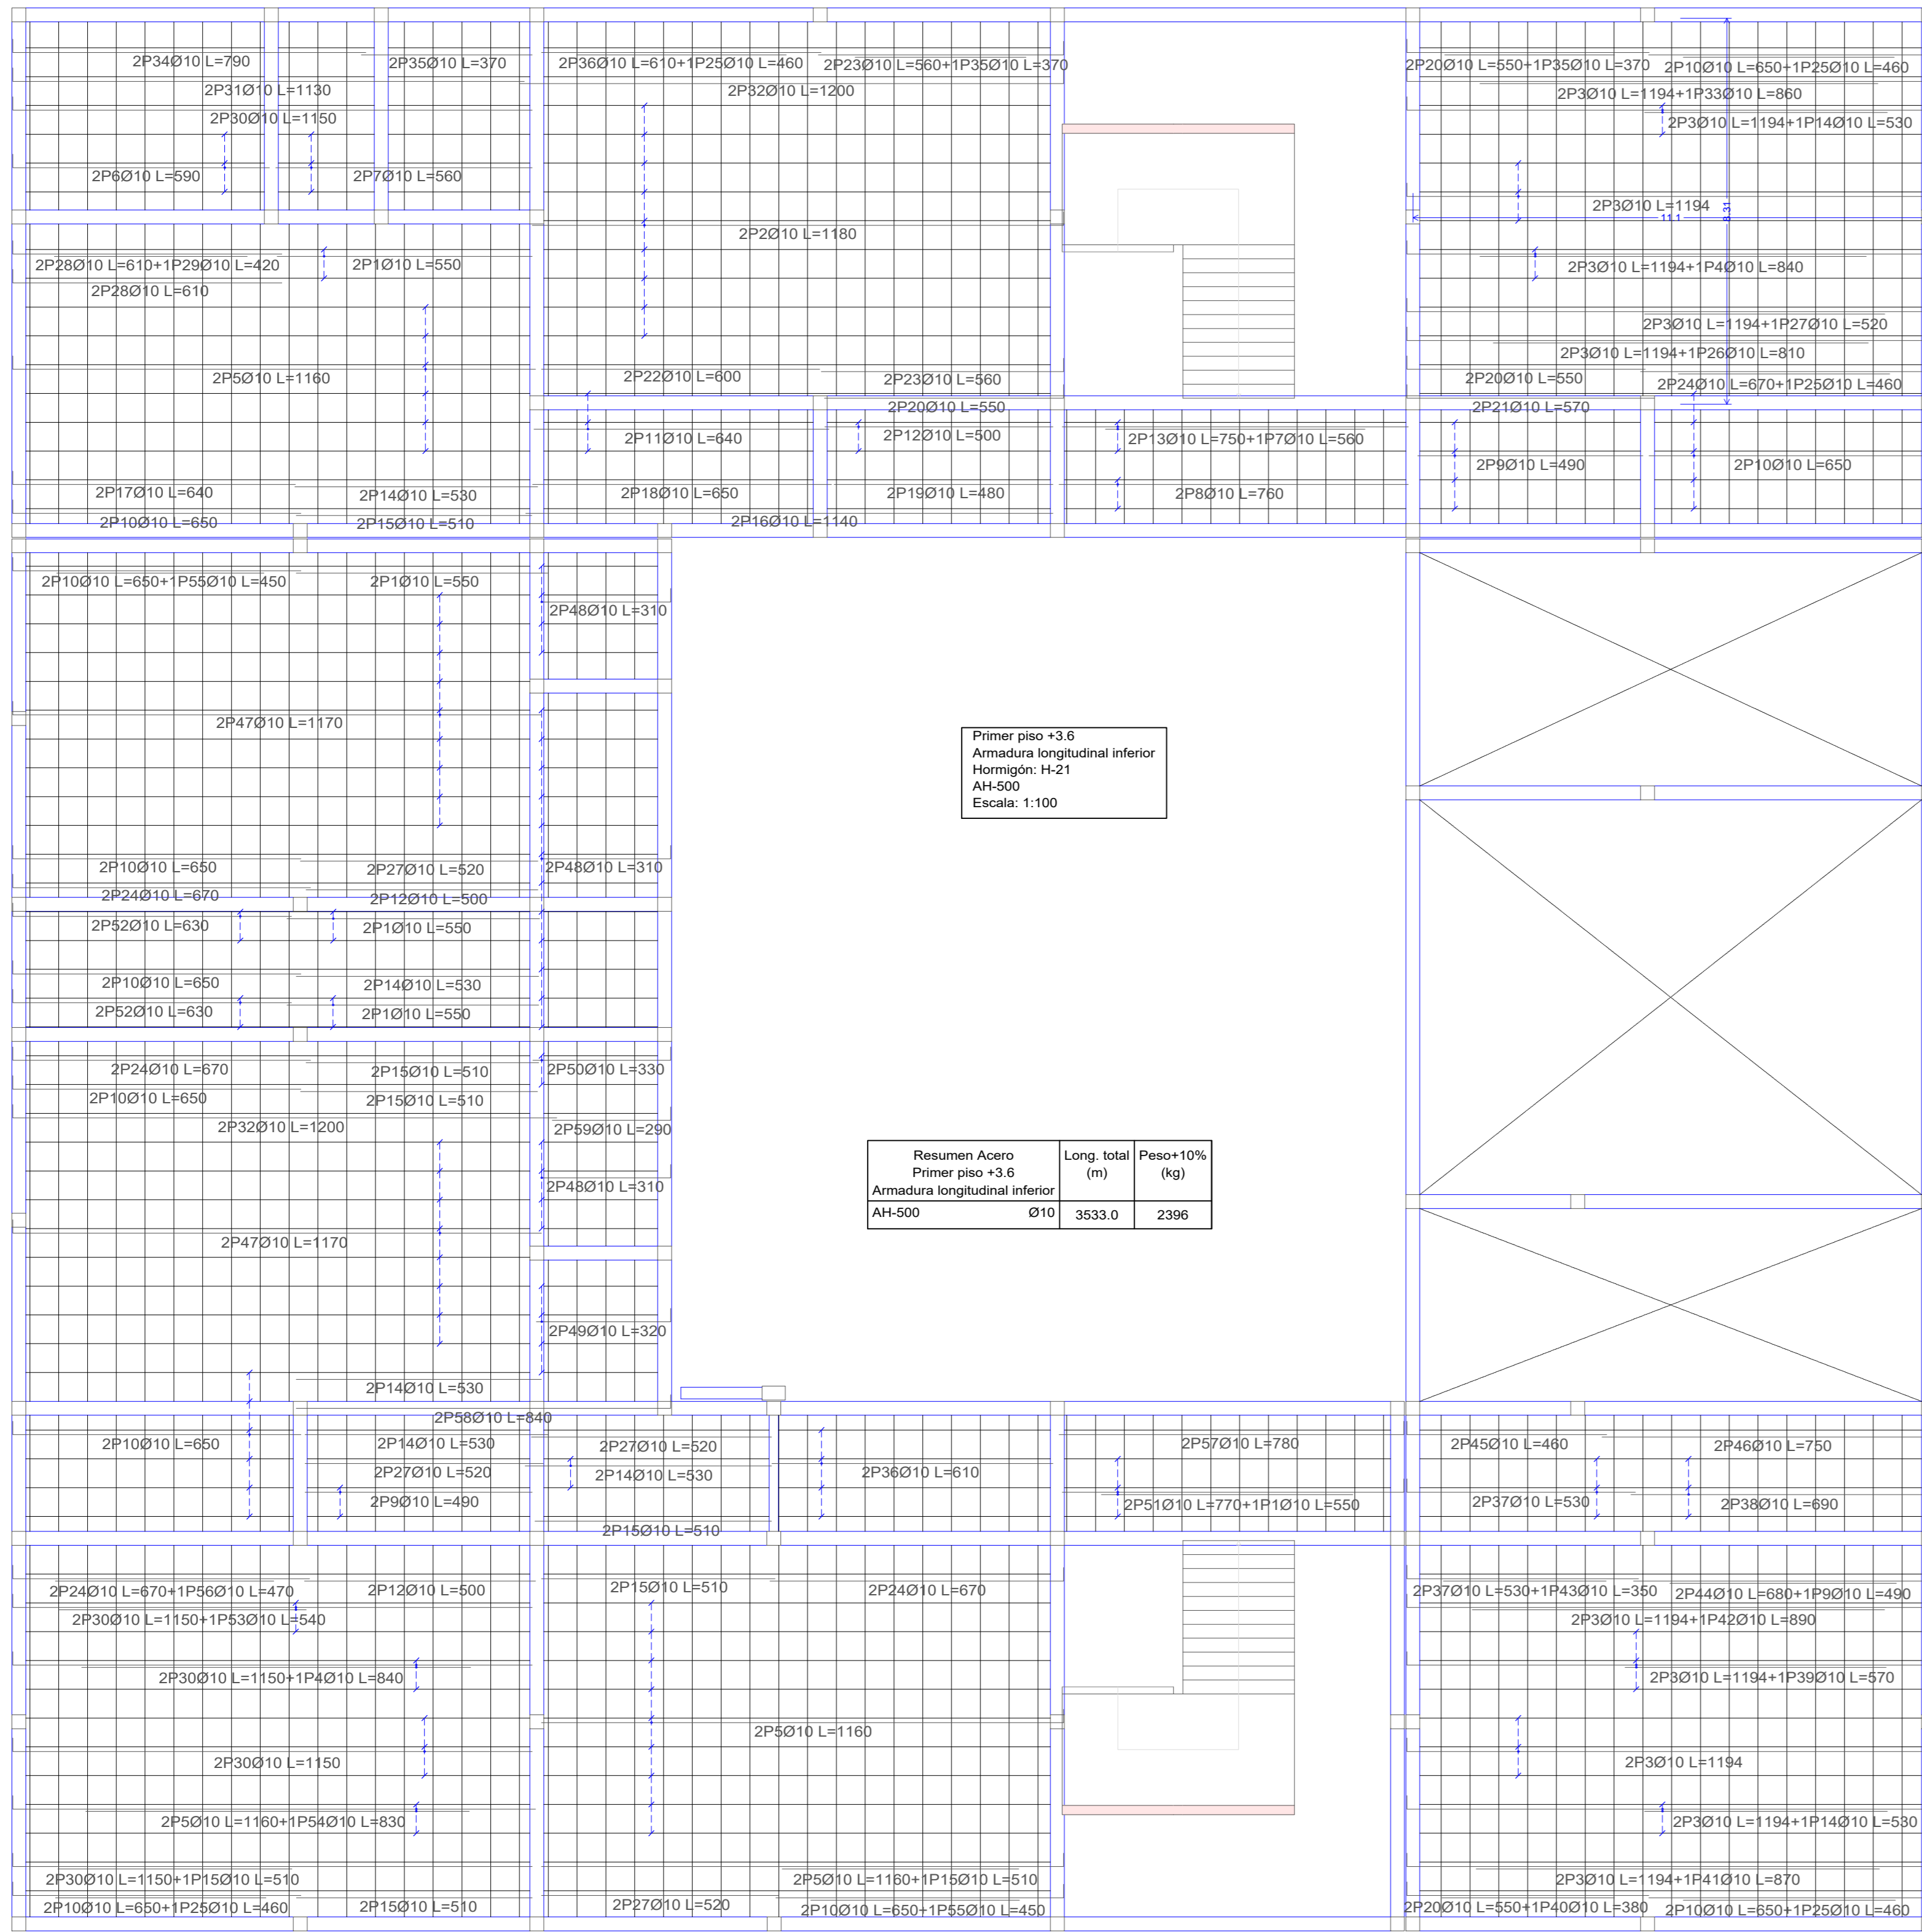 2P34Ø10 L=790
2P35Ø10 L=370
2P36Ø10 L=610+1P25Ø10 L=460
2P23Ø10 L=560+1P35Ø10 L=370
2P20Ø10 L=550+1P35Ø10 L=370
2P10Ø10 L=650+1P25Ø10 L=460
2P31Ø10 L=1130
2P32Ø10 L=1200
2P3Ø10 L=1194+1P33Ø10 L=860
2P30Ø10 L=1150
2P3Ø10 L=1194+1P14Ø10 L=530
2P6Ø10 L=590
2P7Ø10 L=560
2P3Ø10 L=1194
8.31
11.1
2P2Ø10 L=1180
2P28Ø10 L=610+1P29Ø10 L=420
2P1Ø10 L=550
2P3Ø10 L=1194+1P4Ø10 L=840
2P28Ø10 L=610
2P3Ø10 L=1194+1P27Ø10 L=520
2P3Ø10 L=1194+1P26Ø10 L=810
2P5Ø10 L=1160
2P22Ø10 L=600
2P23Ø10 L=560
2P20Ø10 L=550
2P24Ø10 L=670+1P25Ø10 L=460
2P20Ø10 L=550
2P21Ø10 L=570
2P11Ø10 L=640
2P12Ø10 L=500
2P13Ø10 L=750+1P7Ø10 L=560
2P9Ø10 L=490
2P10Ø10 L=650
2P17Ø10 L=640
2P14Ø10 L=530
2P18Ø10 L=650
2P19Ø10 L=480
2P8Ø10 L=760
2P10Ø10 L=650
2P15Ø10 L=510
2P16Ø10 L=1140
2P10Ø10 L=650+1P55Ø10 L=450
2P1Ø10 L=550
2P48Ø10 L=310
2P47Ø10 L=1170
Primer piso +3.6
Armadura longitudinal inferior
Hormigón: H-21
AH-500
Escala: 1:100
2P10Ø10 L=650
2P27Ø10 L=520
2P48Ø10 L=310
2P24Ø10 L=670
2P12Ø10 L=500
2P52Ø10 L=630
2P1Ø10 L=550
2P10Ø10 L=650
2P14Ø10 L=530
2P52Ø10 L=630
2P1Ø10 L=550
2P24Ø10 L=670
2P15Ø10 L=510
2P50Ø10 L=330
2P10Ø10 L=650
2P15Ø10 L=510
2P32Ø10 L=1200
2P59Ø10 L=290
2P48Ø10 L=310
Resumen Acero
Primer piso +3.6
Armadura longitudinal inferior
Long. total
(m)
Peso+10%
(kg)
AH-500 Ø10 3533.0 2396
2P47Ø10 L=1170
2P49Ø10 L=320
2P14Ø10 L=530
2P58Ø10 L=840
2P10Ø10 L=650
2P14Ø10 L=530
2P27Ø10 L=520
2P57Ø10 L=780
2P45Ø10 L=460
2P46Ø10 L=750
2P27Ø10 L=520
2P14Ø10 L=530
2P36Ø10 L=610
2P9Ø10 L=490
2P51Ø10 L=770+1P1Ø10 L=550
2P37Ø10 L=530
2P38Ø10 L=690
2P15Ø10 L=510
2P24Ø10 L=670+1P56Ø10 L=470
2P12Ø10 L=500
2P15Ø10 L=510
2P24Ø10 L=670
2P37Ø10 L=530+1P43Ø10 L=350
2P44Ø10 L=680+1P9Ø10 L=490
2P30Ø10 L=1150+1P53Ø10 L=540
2P3Ø10 L=1194+1P42Ø10 L=890
2P30Ø10 L=1150+1P4Ø10 L=840
2P3Ø10 L=1194+1P39Ø10 L=570
2P5Ø10 L=1160
2P30Ø10 L=1150
2P3Ø10 L=1194
2P5Ø10 L=1160+1P54Ø10 L=830
2P3Ø10 L=1194+1P14Ø10 L=530
2P30Ø10 L=1150+1P15Ø10 L=510
2P5Ø10 L=1160+1P15Ø10 L=510
2P3Ø10 L=1194+1P41Ø10 L=870
2P10Ø10 L=650+1P25Ø10 L=460
2P15Ø10 L=510
2P27Ø10 L=520
2P10Ø10 L=650+1P55Ø10 L=450
2P20Ø10 L=550+1P40Ø10 L=380
2P10Ø10 L=650+1P25Ø10 L=460